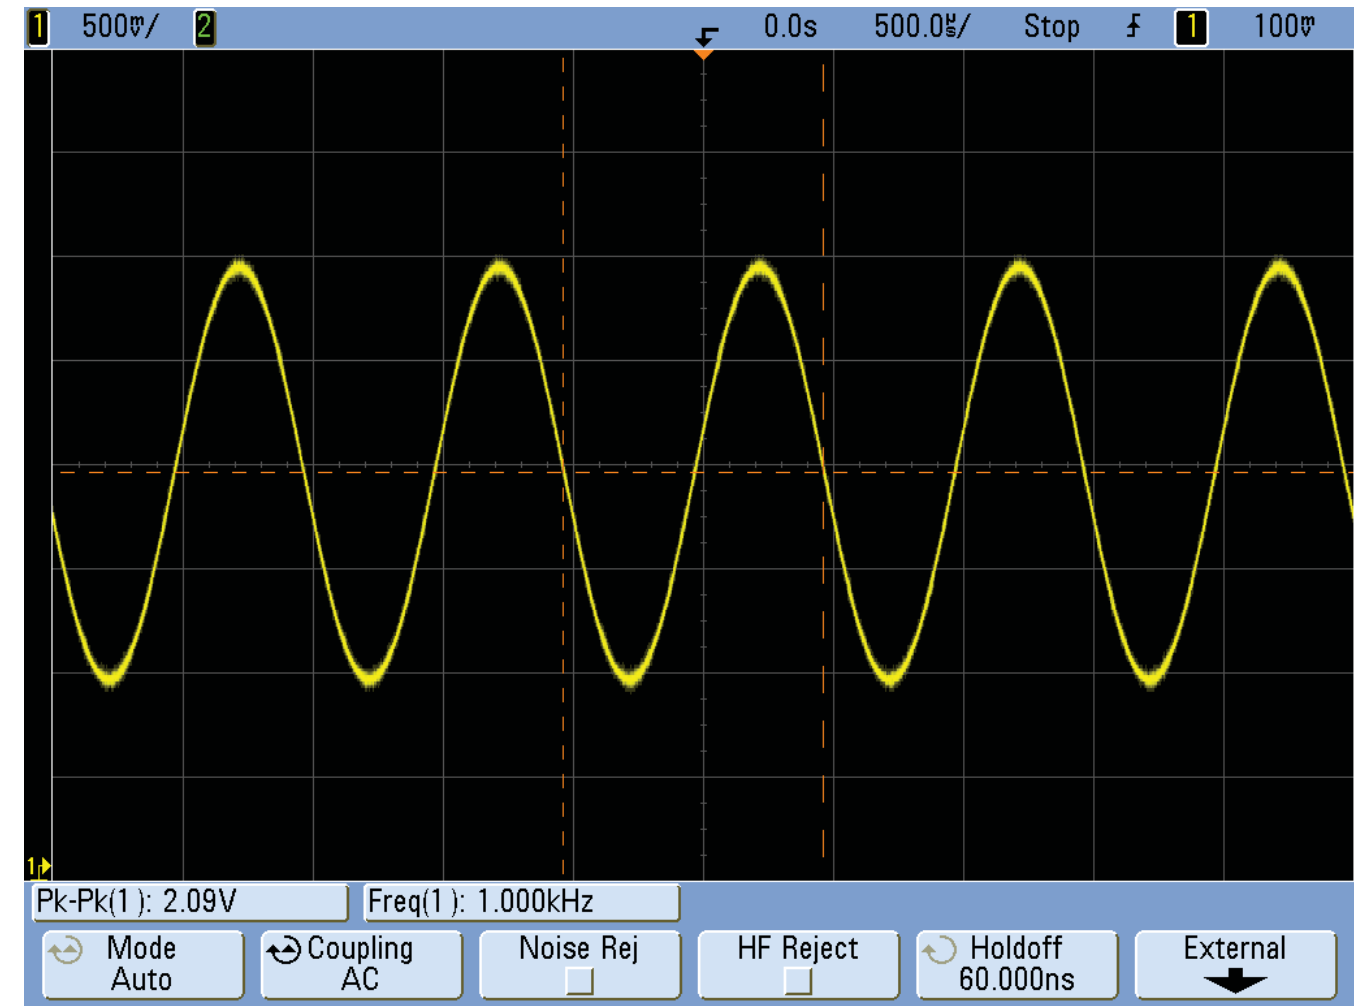 1 500mV/ 2 0.0s 500.0us/ Stop 1 100mV
1
Pk-Pk(1): 2.09V Freq(1): 1.000kHz
Mode Coupling Noise Rej HF Reject Holdoff External
Auto AC 60.000ns